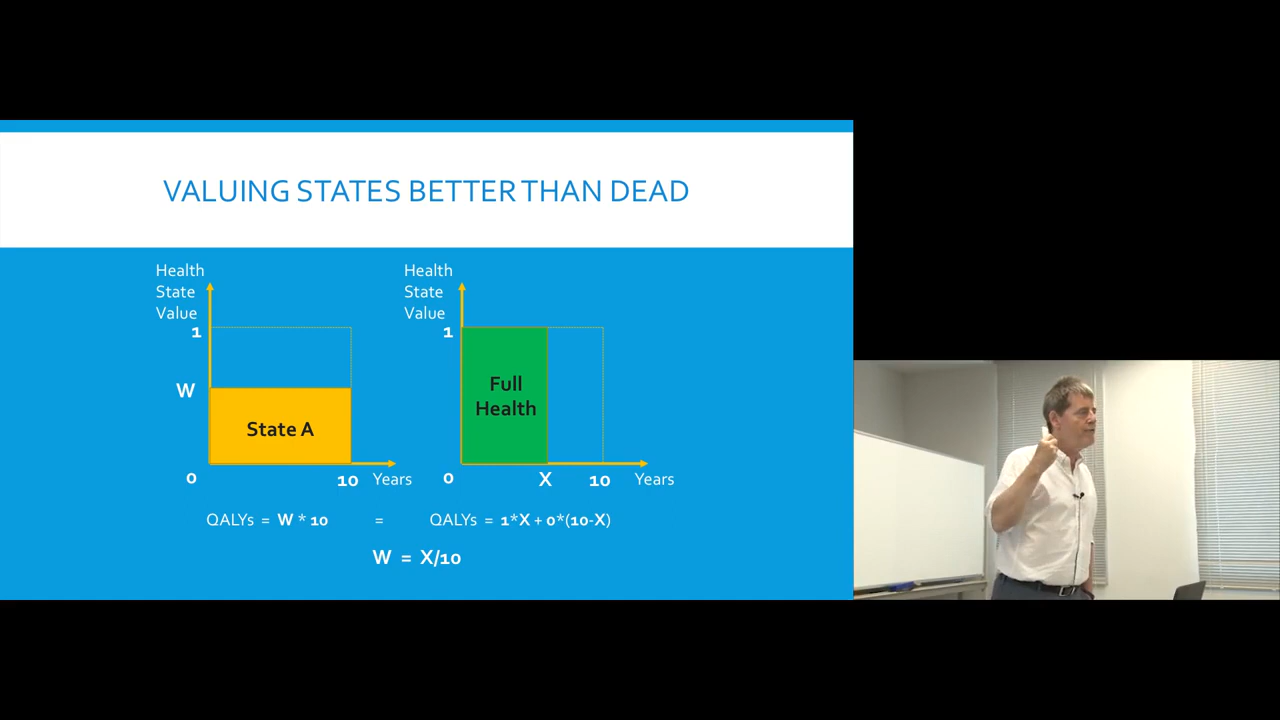 VALUING STATES BETTER THAN DEAD
Health
State
Value
1
W
State A
0
10
Years
Health
State
Value
1
Full
Health
0
X
10
Years
QALYs = W * 10 = QALYs = 1*X + 0*(10-X)
W = X/10